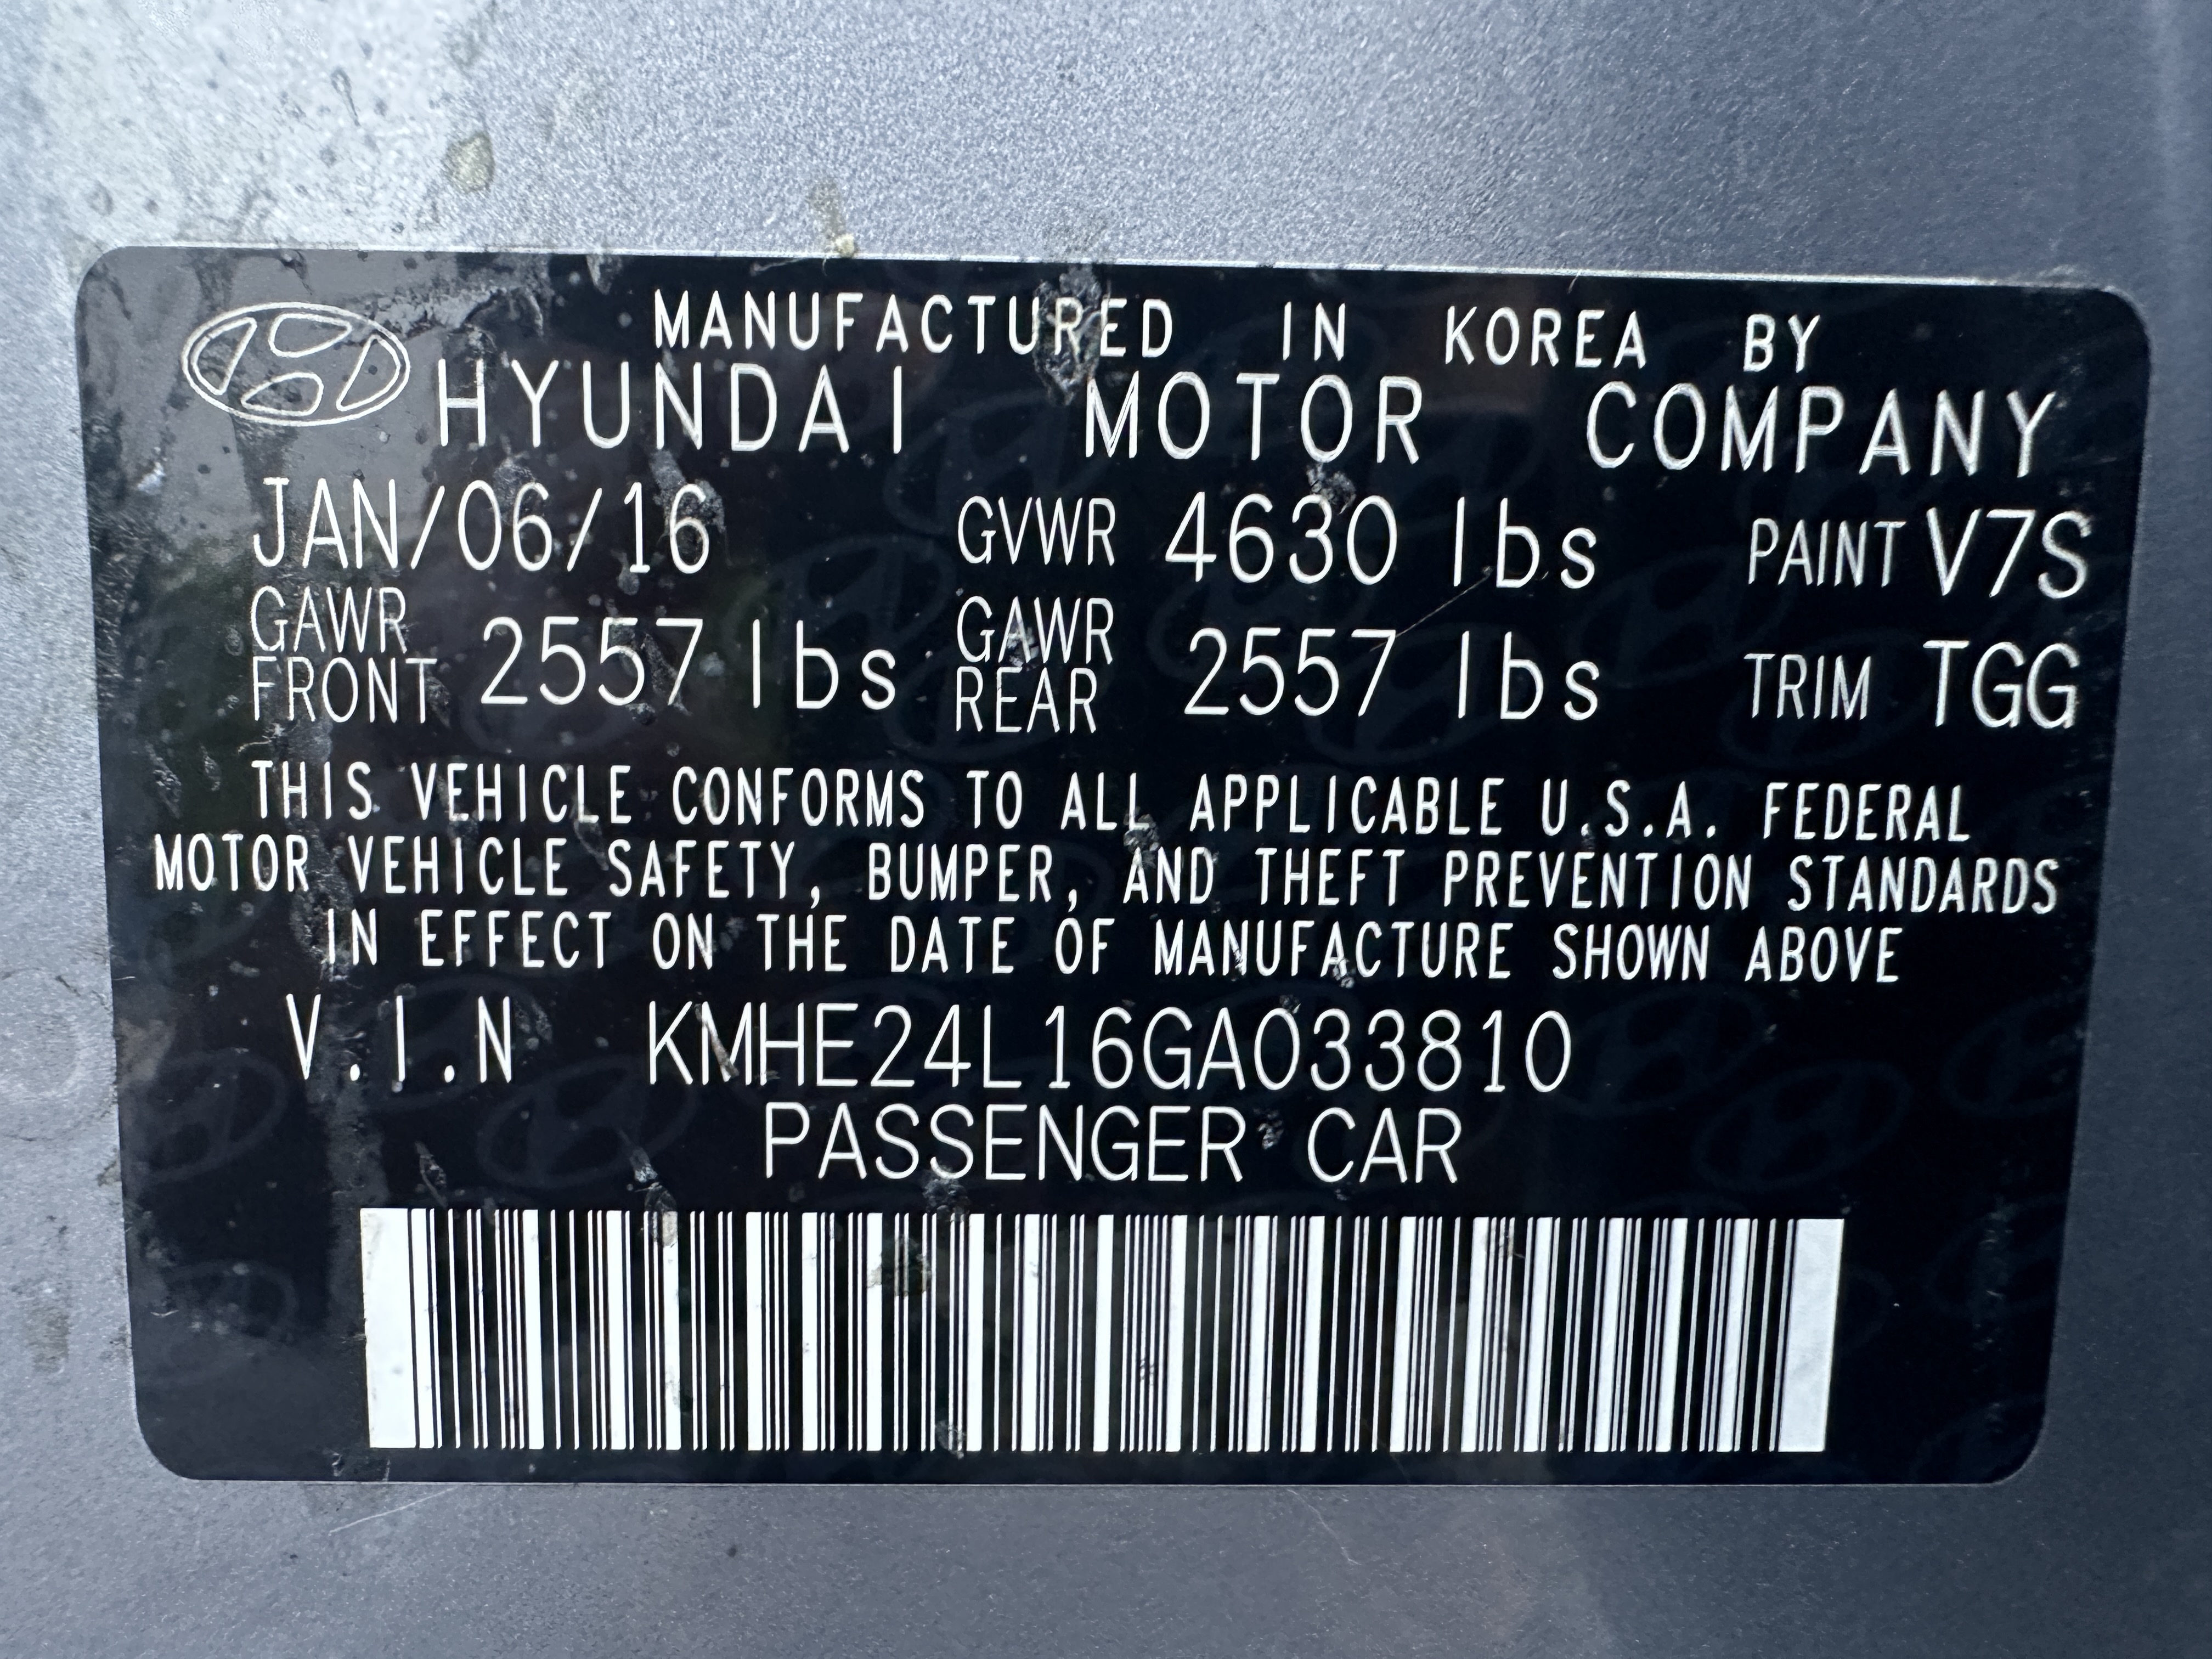 MANUFACTURED IN KOREA BY
HYUNDAI MOTOR COMPANY
JAN/06/16 GVWR 4630 lbs PAINT V7S
GAWR FRONT 2557 lbs GAWR REAR 2557 lbs TRIM TGG
THIS VEHICLE CONFORMS TO ALL APPLICABLE U.S.A. FEDERAL
MOTOR VEHICLE SAFETY, BUMPER, AND THEFT PREVENTION STANDARDS
IN EFFECT ON THE DATE OF MANUFACTURE SHOWN ABOVE
V.I.N KMHE24L16GA033810
PASSENGER CAR